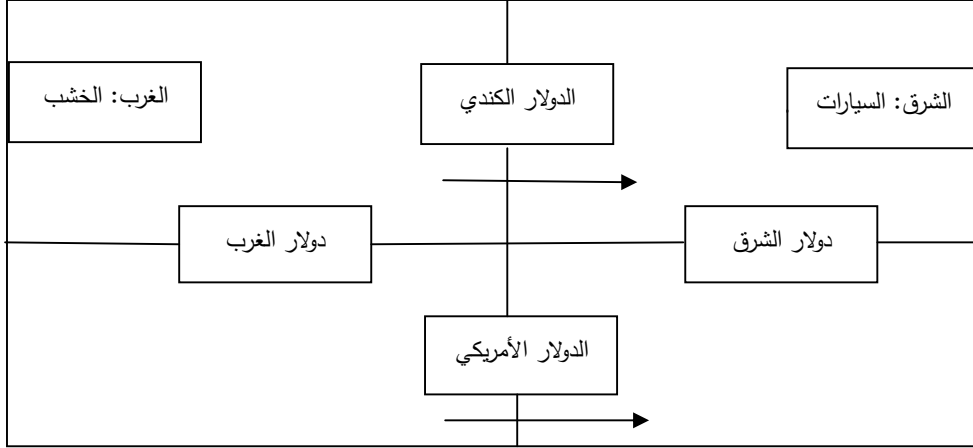 الشرق: السيارات
الدولار الكندي
الغرب: الخشب
دولار الشرق
دولار الغرب
الدولار الأمريكي